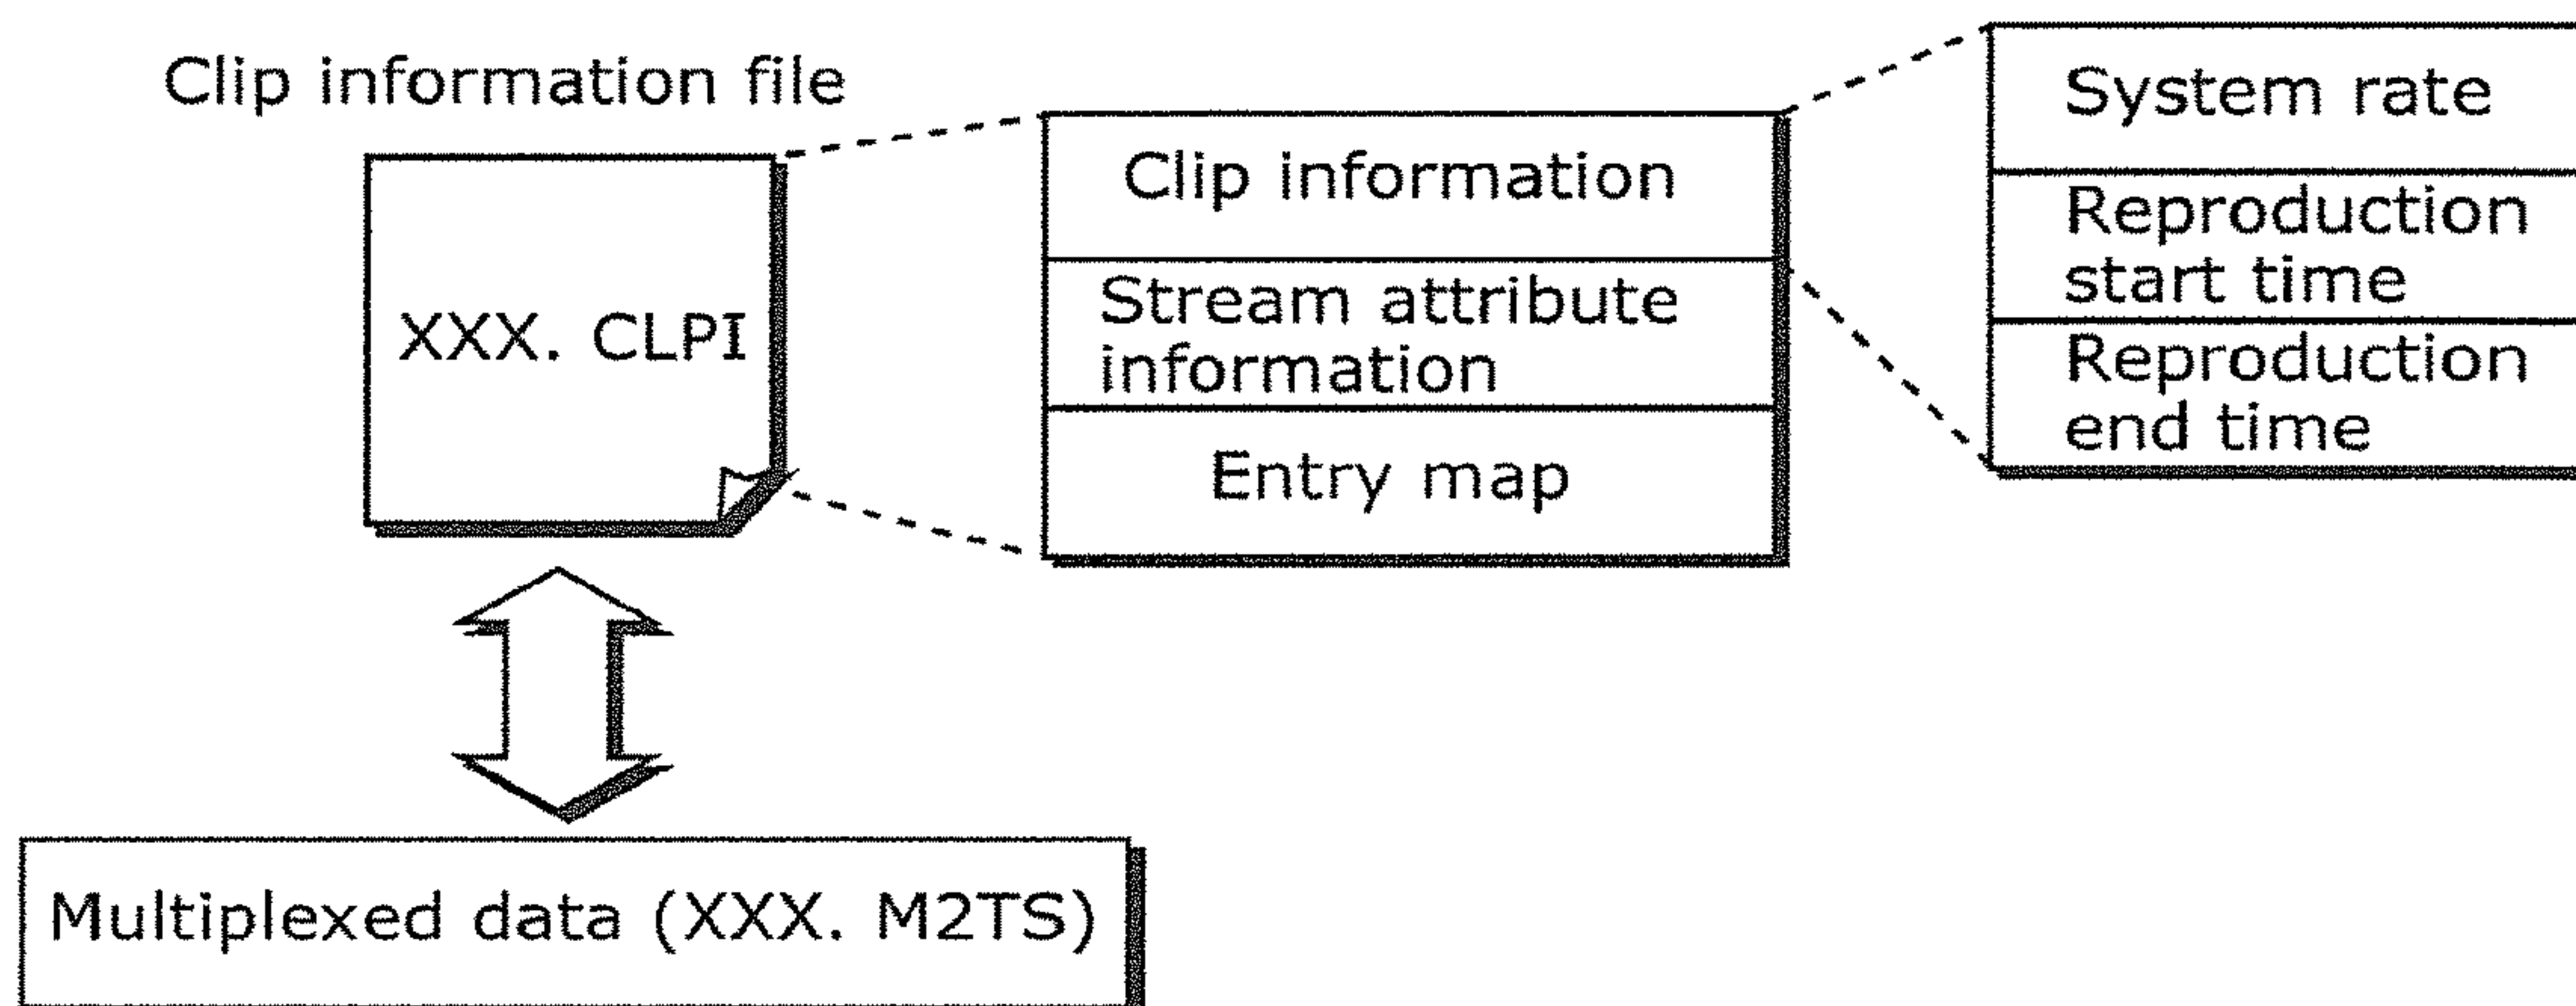 Clip information file
XXX. CLPI
Clip information
Stream attribute
information
Entry map
System rate
Reproduction
start time
Reproduction
end time
Multiplexed data (XXX. M2TS)